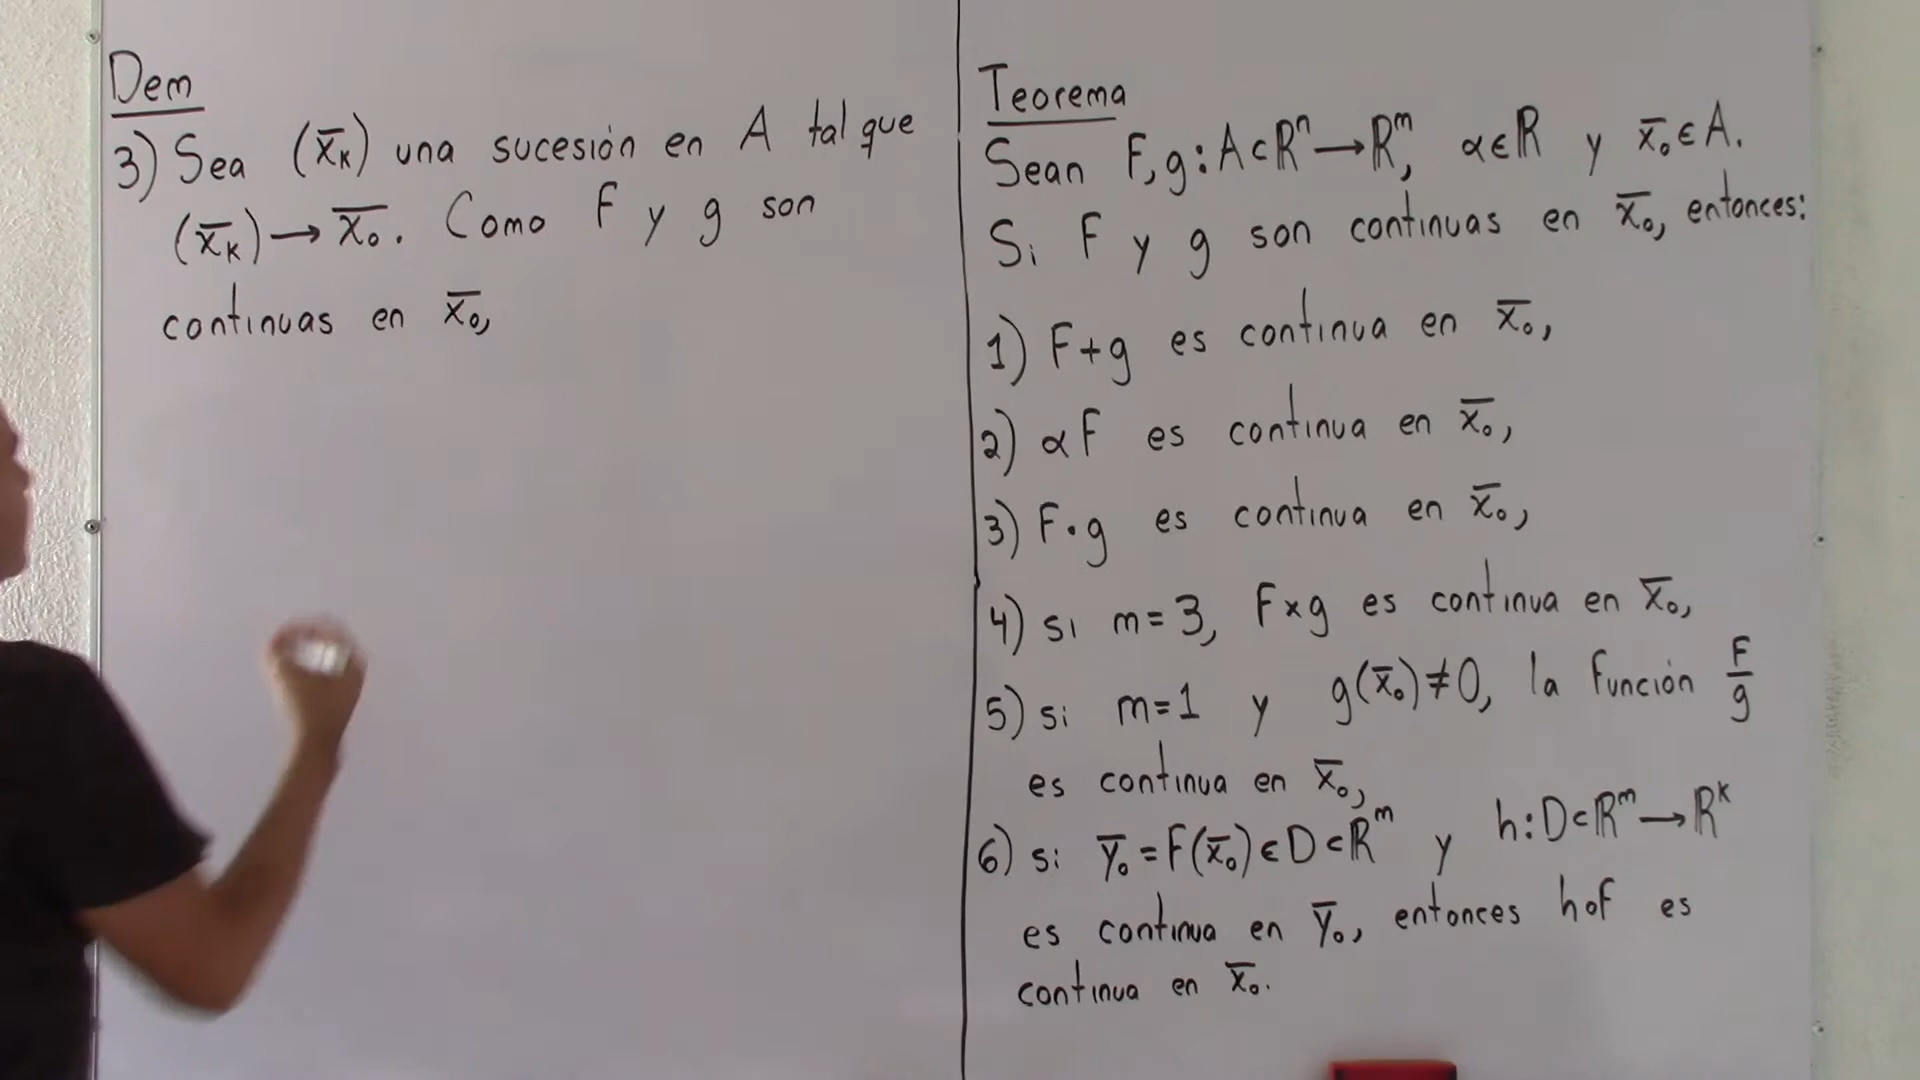 Dem
3) Sea (x̅ₖ) una sucesión en A tal que
(x̅ₖ) → x̅₀. Como F y g son
continuas en x̅₀,
Teorema
Sean F, g : A ⊂ ℝⁿ → ℝᵐ, α ∈ ℝ y x̅₀ ∈ A.
Si F y g son continuas en x̅₀, entonces:
1) F+g es continua en x̅₀,
2) αF es continua en x̅₀,
3) F·g es continua en x̅₀,
4) si m=3, F×g es continua en x̅₀,
5) si m=1 y g(x̅₀)≠0, la función F/g
es continua en x̅₀,
6) si y̅₀ = F(x̅₀) ∈ D ⊂ ℝᵐ y h : D ⊂ ℝᵐ → ℝᵏ
es continua en y̅₀, entonces h∘F es
continua en x̅₀.